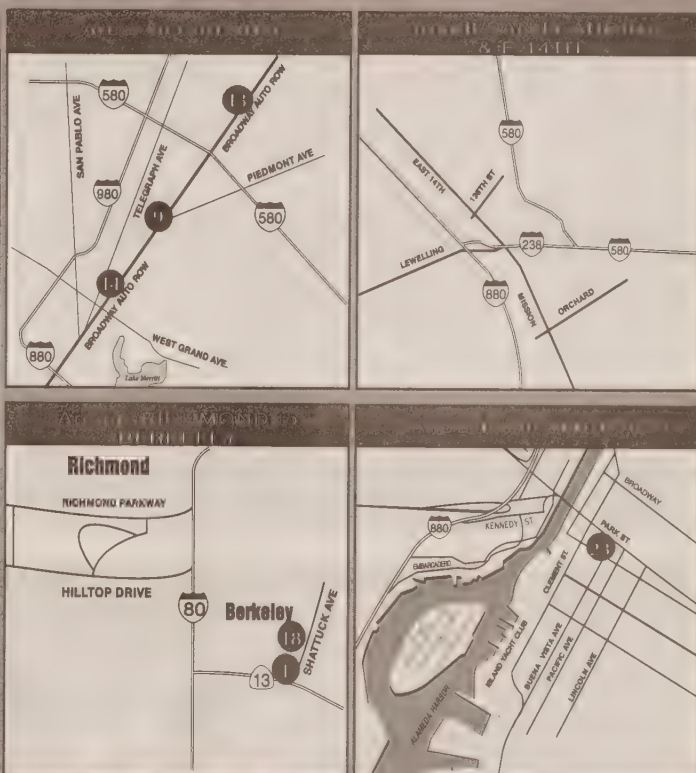 & E. 14TH
580
SAN PABLO AVE
980
TELEGRAPH AVE
13
BROADWAY AUTO ROW
PIEDMONT AVE
9
580
14
BROADWAY AUTO ROW
WEST GRAND AVE.
880
Lake Merritt
580
EAST 14TH
138TH ST
238
580
LEWELLING
880
MISSION
ORCHARD
Richmond
RICHMOND PARKWAY
HILLTOP DRIVE
80
Berkeley
18
SHATTUCK AVE
13
1
BROADWAY
880
KENNEDY ST.
PARK ST
23
EMBARCADERO
CLEMENT ST.
ISLAND YACHT CLUB
BUENA VISTA AVE
PACIFIC AVE
LINCOLN AVE
ALAMEDA HARBOR